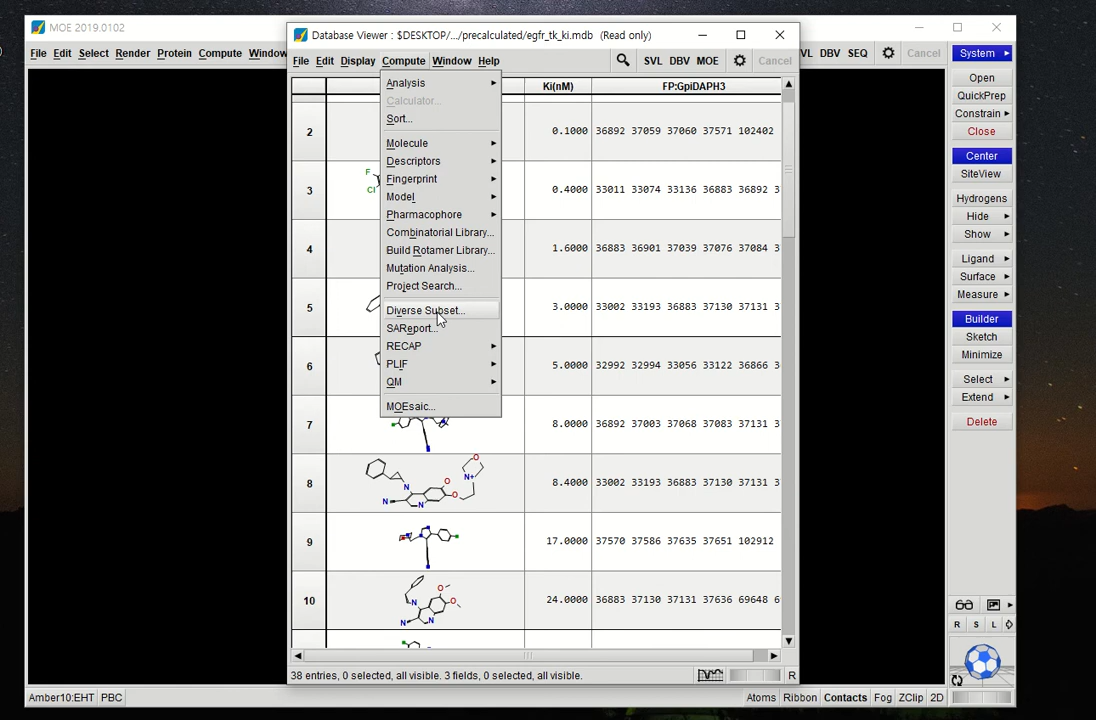 MOE 2019.0102
File Edit Select Render Protein Compute Window
VL DBV SEQ Cancel
Database Viewer : $DESKTOP/.../precalculated/egfr_tk_ki.mdb (Read only)
File Edit Display Compute Window Help
SVL DBV MOE Cancel
Ki(nM) FP:GpiDAPH3
2 0.1000 36892 37059 37060 37571 102402
3 0.4000 33011 33074 33136 36883 36892 3
4 1.6000 36883 36901 37039 37076 37084 3
5 3.0000 33002 33193 36883 37130 37131 3
6 5.0000 32992 32994 33056 33122 36866 3
7 8.0000 36892 37003 37068 37083 37131 3
8 8.4000 33002 33193 36883 37130 37131 3
9 17.0000 37570 37586 37635 37651 102912
10 24.0000 36883 37130 37131 37636 69648 6
F
Cl
O
N
O
N
N
O
N+
O
N
O
N
N
O
Analysis
Calculator...
Sort...
Molecule
Descriptors
Fingerprint
Model
Pharmacophore
Combinatorial Library...
Build Rotamer Library...
Mutation Analysis...
Project Search...
Diverse Subset...
SAReport...
RECAP
PLIF
QM
MOEsaic...
38 entries, 0 selected, all visible. 3 fields, 0 selected, all visible.
R
System
Open
QuickPrep
Constrain
Close
Center
SiteView
Hydrogens
Hide
Show
Ligand
Surface
Measure
Builder
Sketch
Minimize
Select
Extend
Delete
R S L
Amber10:EHT PBC
Atoms Ribbon Contacts Fog ZClip 2D